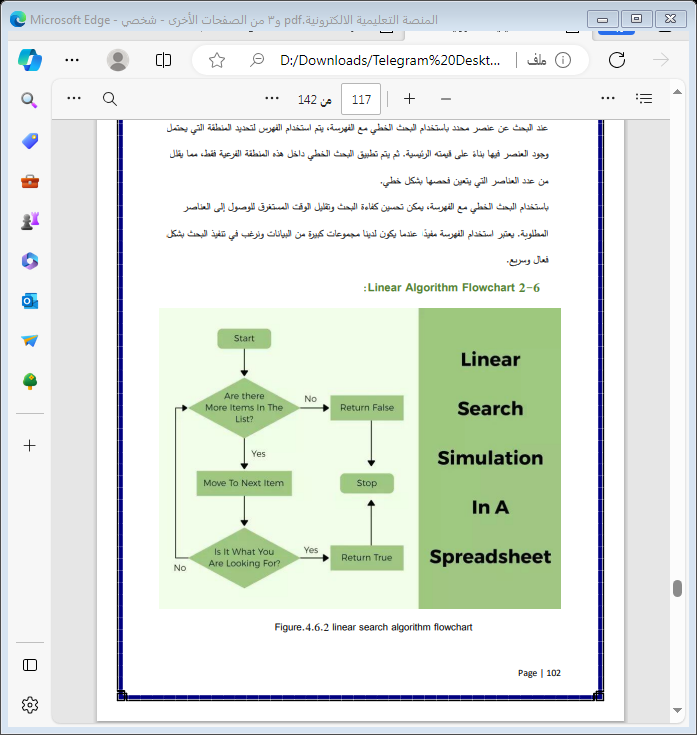 المنصة التعليمية الالكترونية.pdf و٣ من الصفحات الأخرى - شخصي - Microsoft Edge
D:/Downloads/Telegram%20Deskt...
ملف
117
من 142
عند البحث عن عنصر محدد باستخدام البحث الخطي مع الفهرسة، يتم استخدام الفهرس لتحديد المنطقة التي يحتمل
وجود العنصر فيها بناءً على قيمته الرئيسية. ثم يتم تطبيق البحث الخطي داخل هذه المنطقة الفرعية فقط، مما يقلل
من عدد العناصر التي يتعين فحصها بشكل خطي.
باستخدام البحث الخطي مع الفهرسة، يمكن تحسين كفاءة البحث وتقليل الوقت المستغرق للوصول إلى العناصر
المطلوبة. يعتبر استخدام الفهرسة مفيدً عندما يكون لدينا مجموعات كبيرة من البيانات ونرغب في تنفيذ البحث بشكل
فعال وسريع.
2-6 Linear Algorithm Flowchart:
Start
Are there
More Items In The
List?
No
Return False
Yes
Move To Next Item
Stop
Is It What You
Are Looking For?
Yes
Return True
No
Linear
Search
Simulation
In A
Spreadsheet
Figure.4.6.2 linear search algorithm flowchart
Page | 102